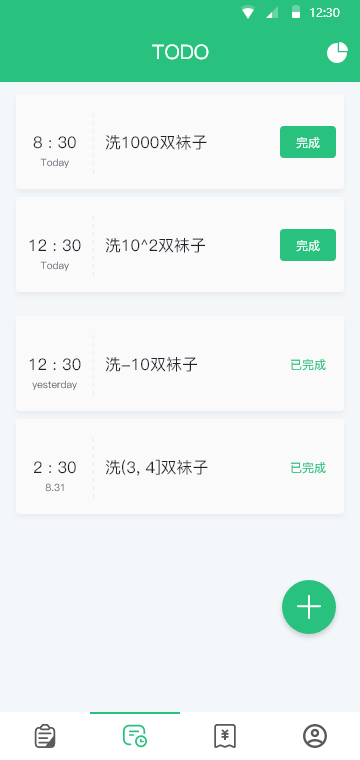 12:30
TODO
8 : 30
Today
洗1000双袜子
完成
12 : 30
Today
洗10^2双袜子
完成
12 : 30
yesterday
洗-10双袜子
已完成
2 : 30
8.31
洗(3, 4]双袜子
已完成